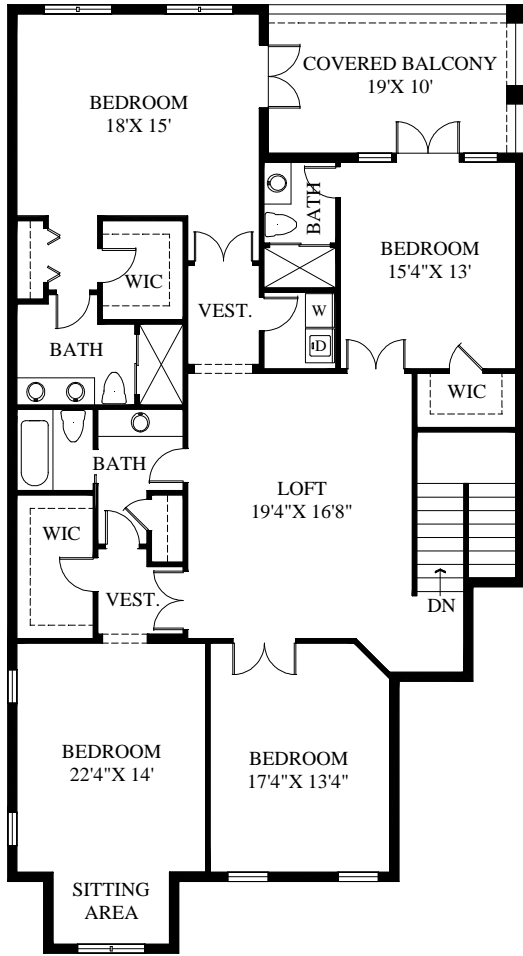 COVERED BALCONY
19'X 10'
BEDROOM
18'X 15'
BATH
BEDROOM
15'4"X 13'
WIC
VEST.
W
D
BATH
WIC
BATH
LOFT
19'4"X 16'8"
WIC
VEST.
DN
BEDROOM
22'4"X 14'
BEDROOM
17'4"X 13'4"
SITTING
AREA